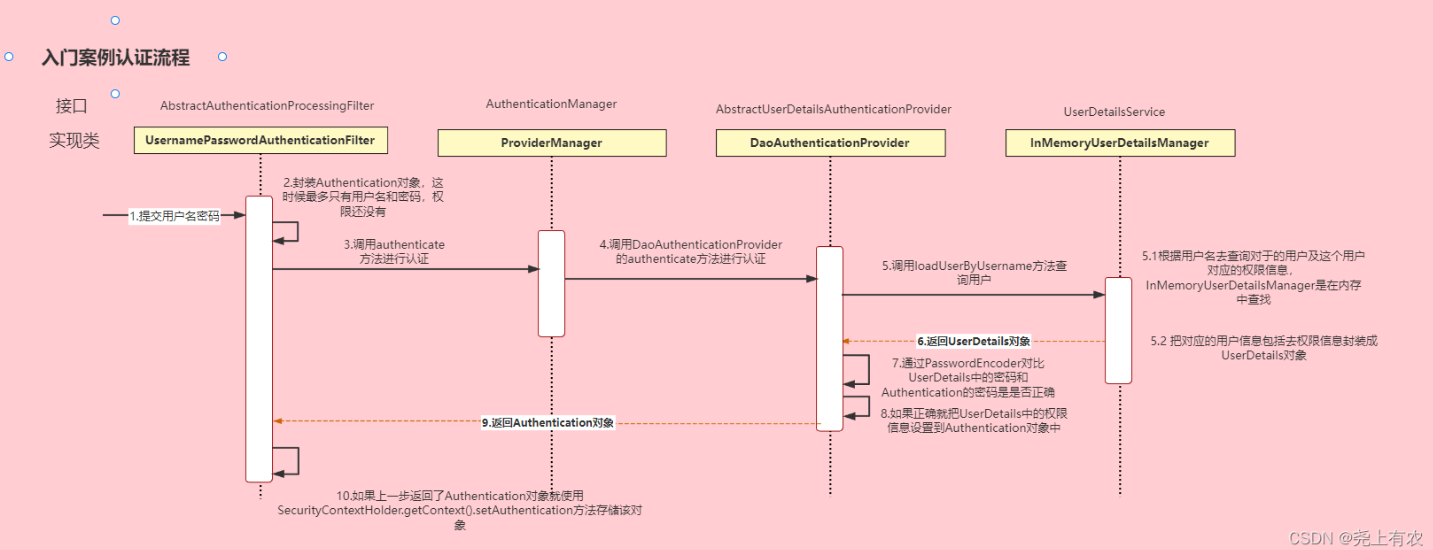 入门案例认证流程
接口
AbstractAuthenticationProcessingFilter
AuthenticationManager
AbstractUserDetailsAuthenticationProvider
UserDetailsService
实现类
UsernamePasswordAuthenticationFilter
ProviderManager
DaoAuthenticationProvider
InMemoryUserDetailsManager
1.提交用户名密码
2.封装Authentication对象，这
时候最多只有用户名和密码，权
限还没有
3.调用authenticate
方法进行认证
4.调用DaoAuthenticationProvider
的authenticate方法进行认证
5.调用loadUserByUsername方法查
询用户
5.1根据用户名去查询对于的用户及这个用户
对应的权限信息，
InMemoryUserDetailsManager是在内存
中查找
5.2 把对应的用户信息包括去权限信息封装成
UserDetails对象
6.返回UserDetails对象
7.通过PasswordEncoder对比
UserDetails中的密码和
Authentication的密码是是否正确
8.如果正确就把UserDetails中的权限
信息设置到Authentication对象中
9.返回Authentication对象
10.如果上一步返回了Authentication对象就使用
SecurityContextHolder.getContext().setAuthentication方法存储该对
象
CSDN @尧上有农